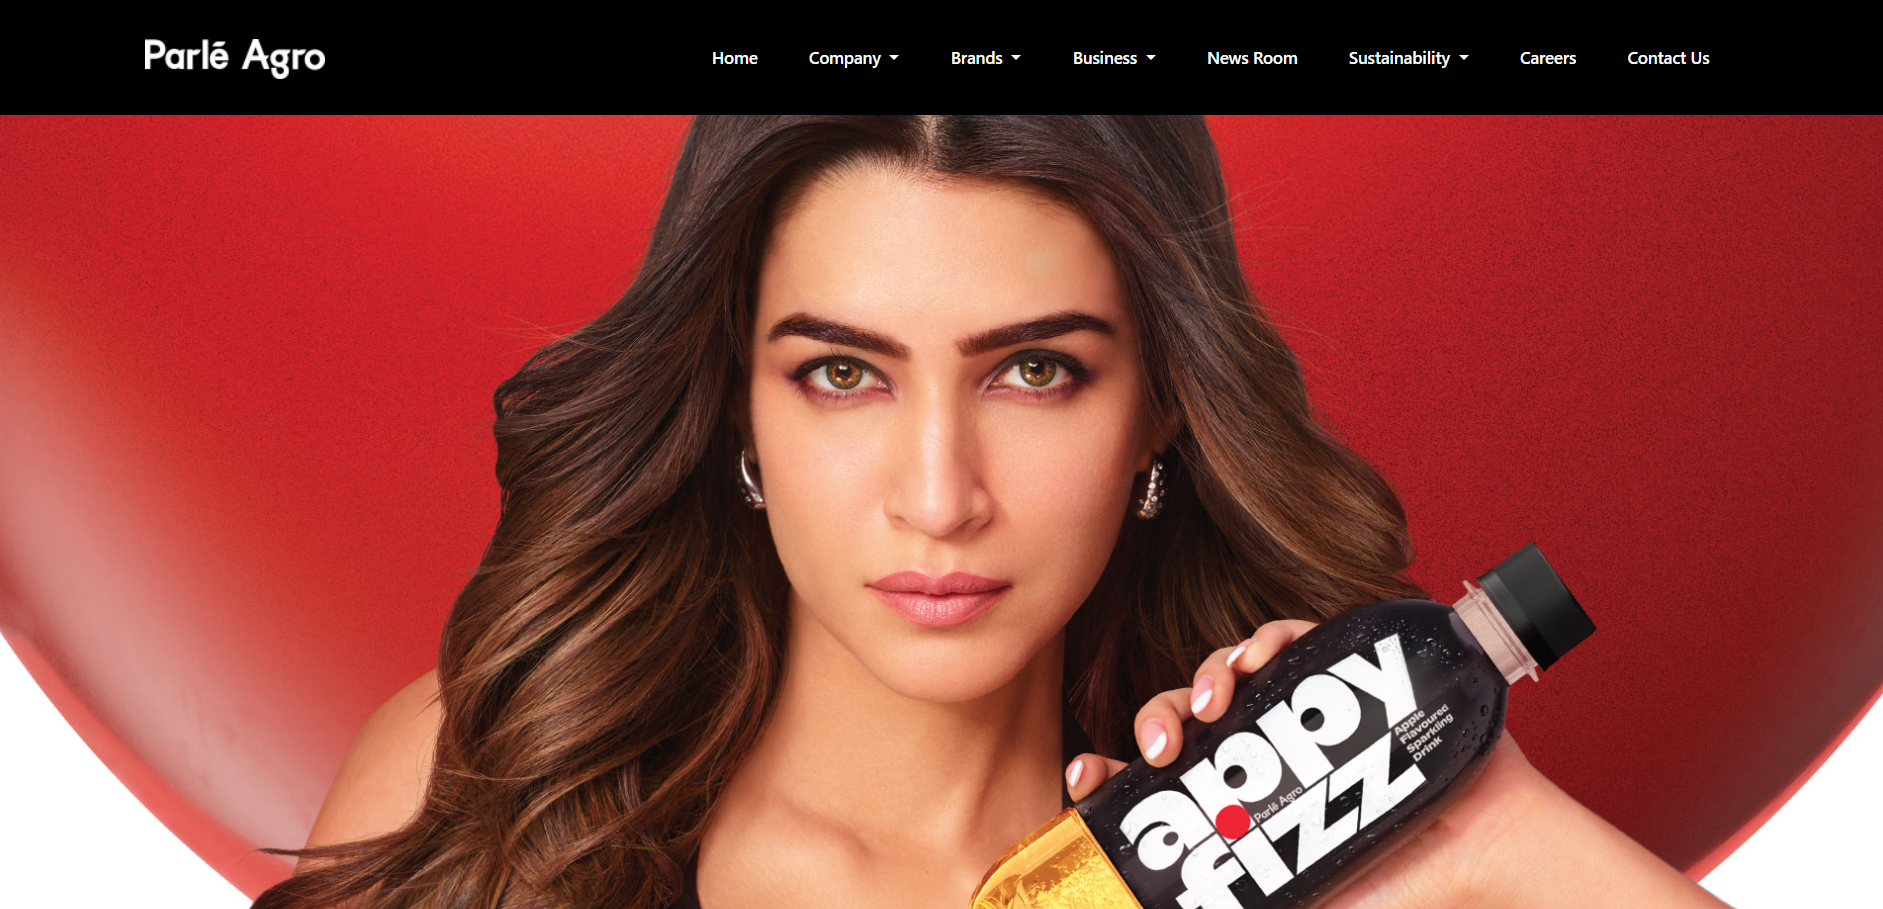 Parlé Agro
Home
Company
Brands
Business
News Room
Sustainability
Careers
Contact Us
appy
fizz
Apple
Flavoured
Sparkling
Drink
Parlé Agro